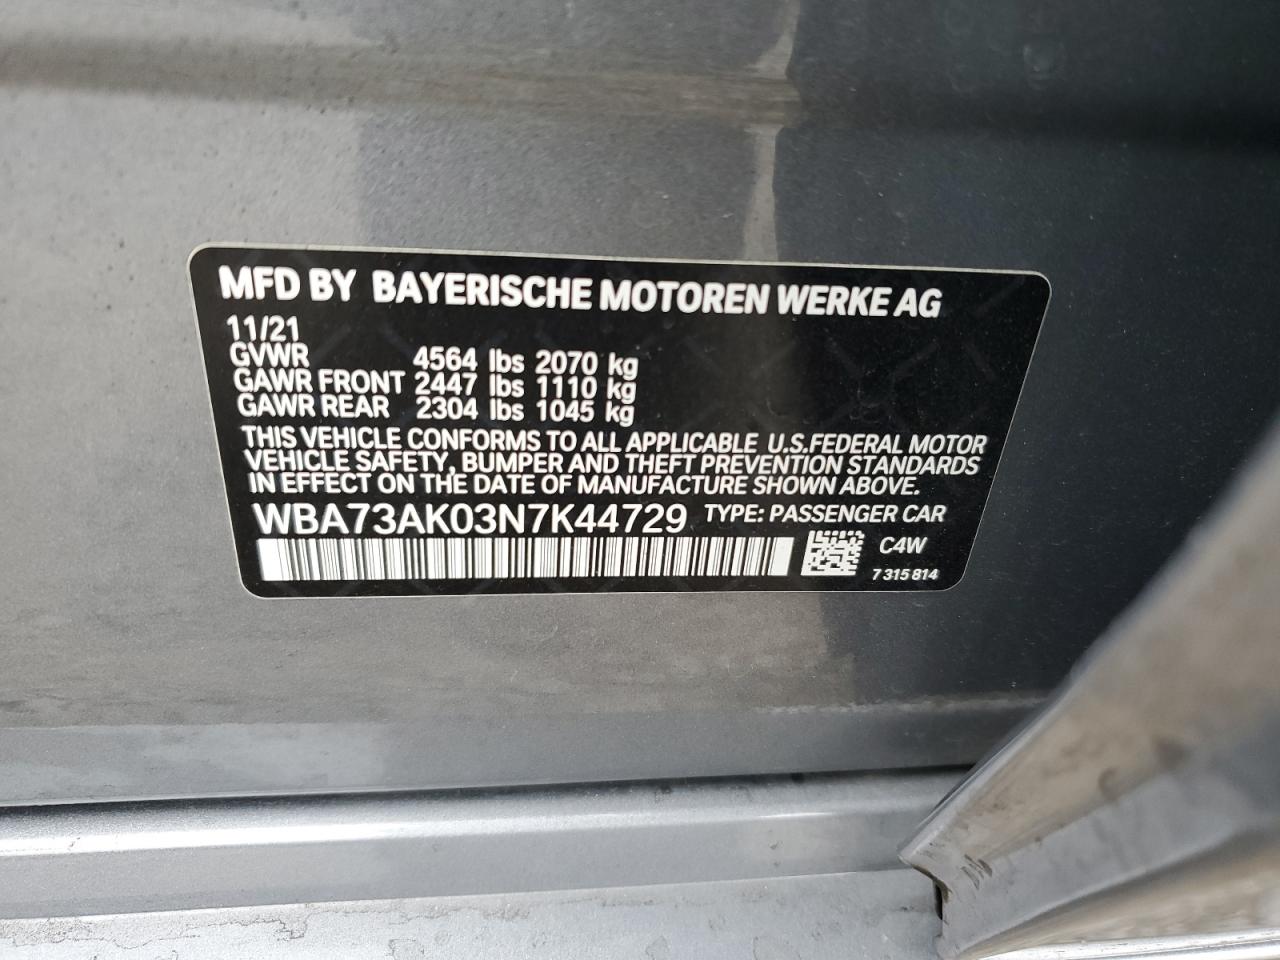 MFD BY BAYERISCHE MOTOREN WERKE AG
11/21
GVWR 4564 lbs 2070 kg
GAWR FRONT 2447 lbs 1110 kg
GAWR REAR 2304 lbs 1045 kg
THIS VEHICLE CONFORMS TO ALL APPLICABLE U.S.FEDERAL MOTOR
VEHICLE SAFETY, BUMPER AND THEFT PREVENTION STANDARDS
IN EFFECT ON THE DATE OF MANUFACTURE SHOWN ABOVE.
WBA73AK03N7K44729 TYPE: PASSENGER CAR
C4W
7 315 814